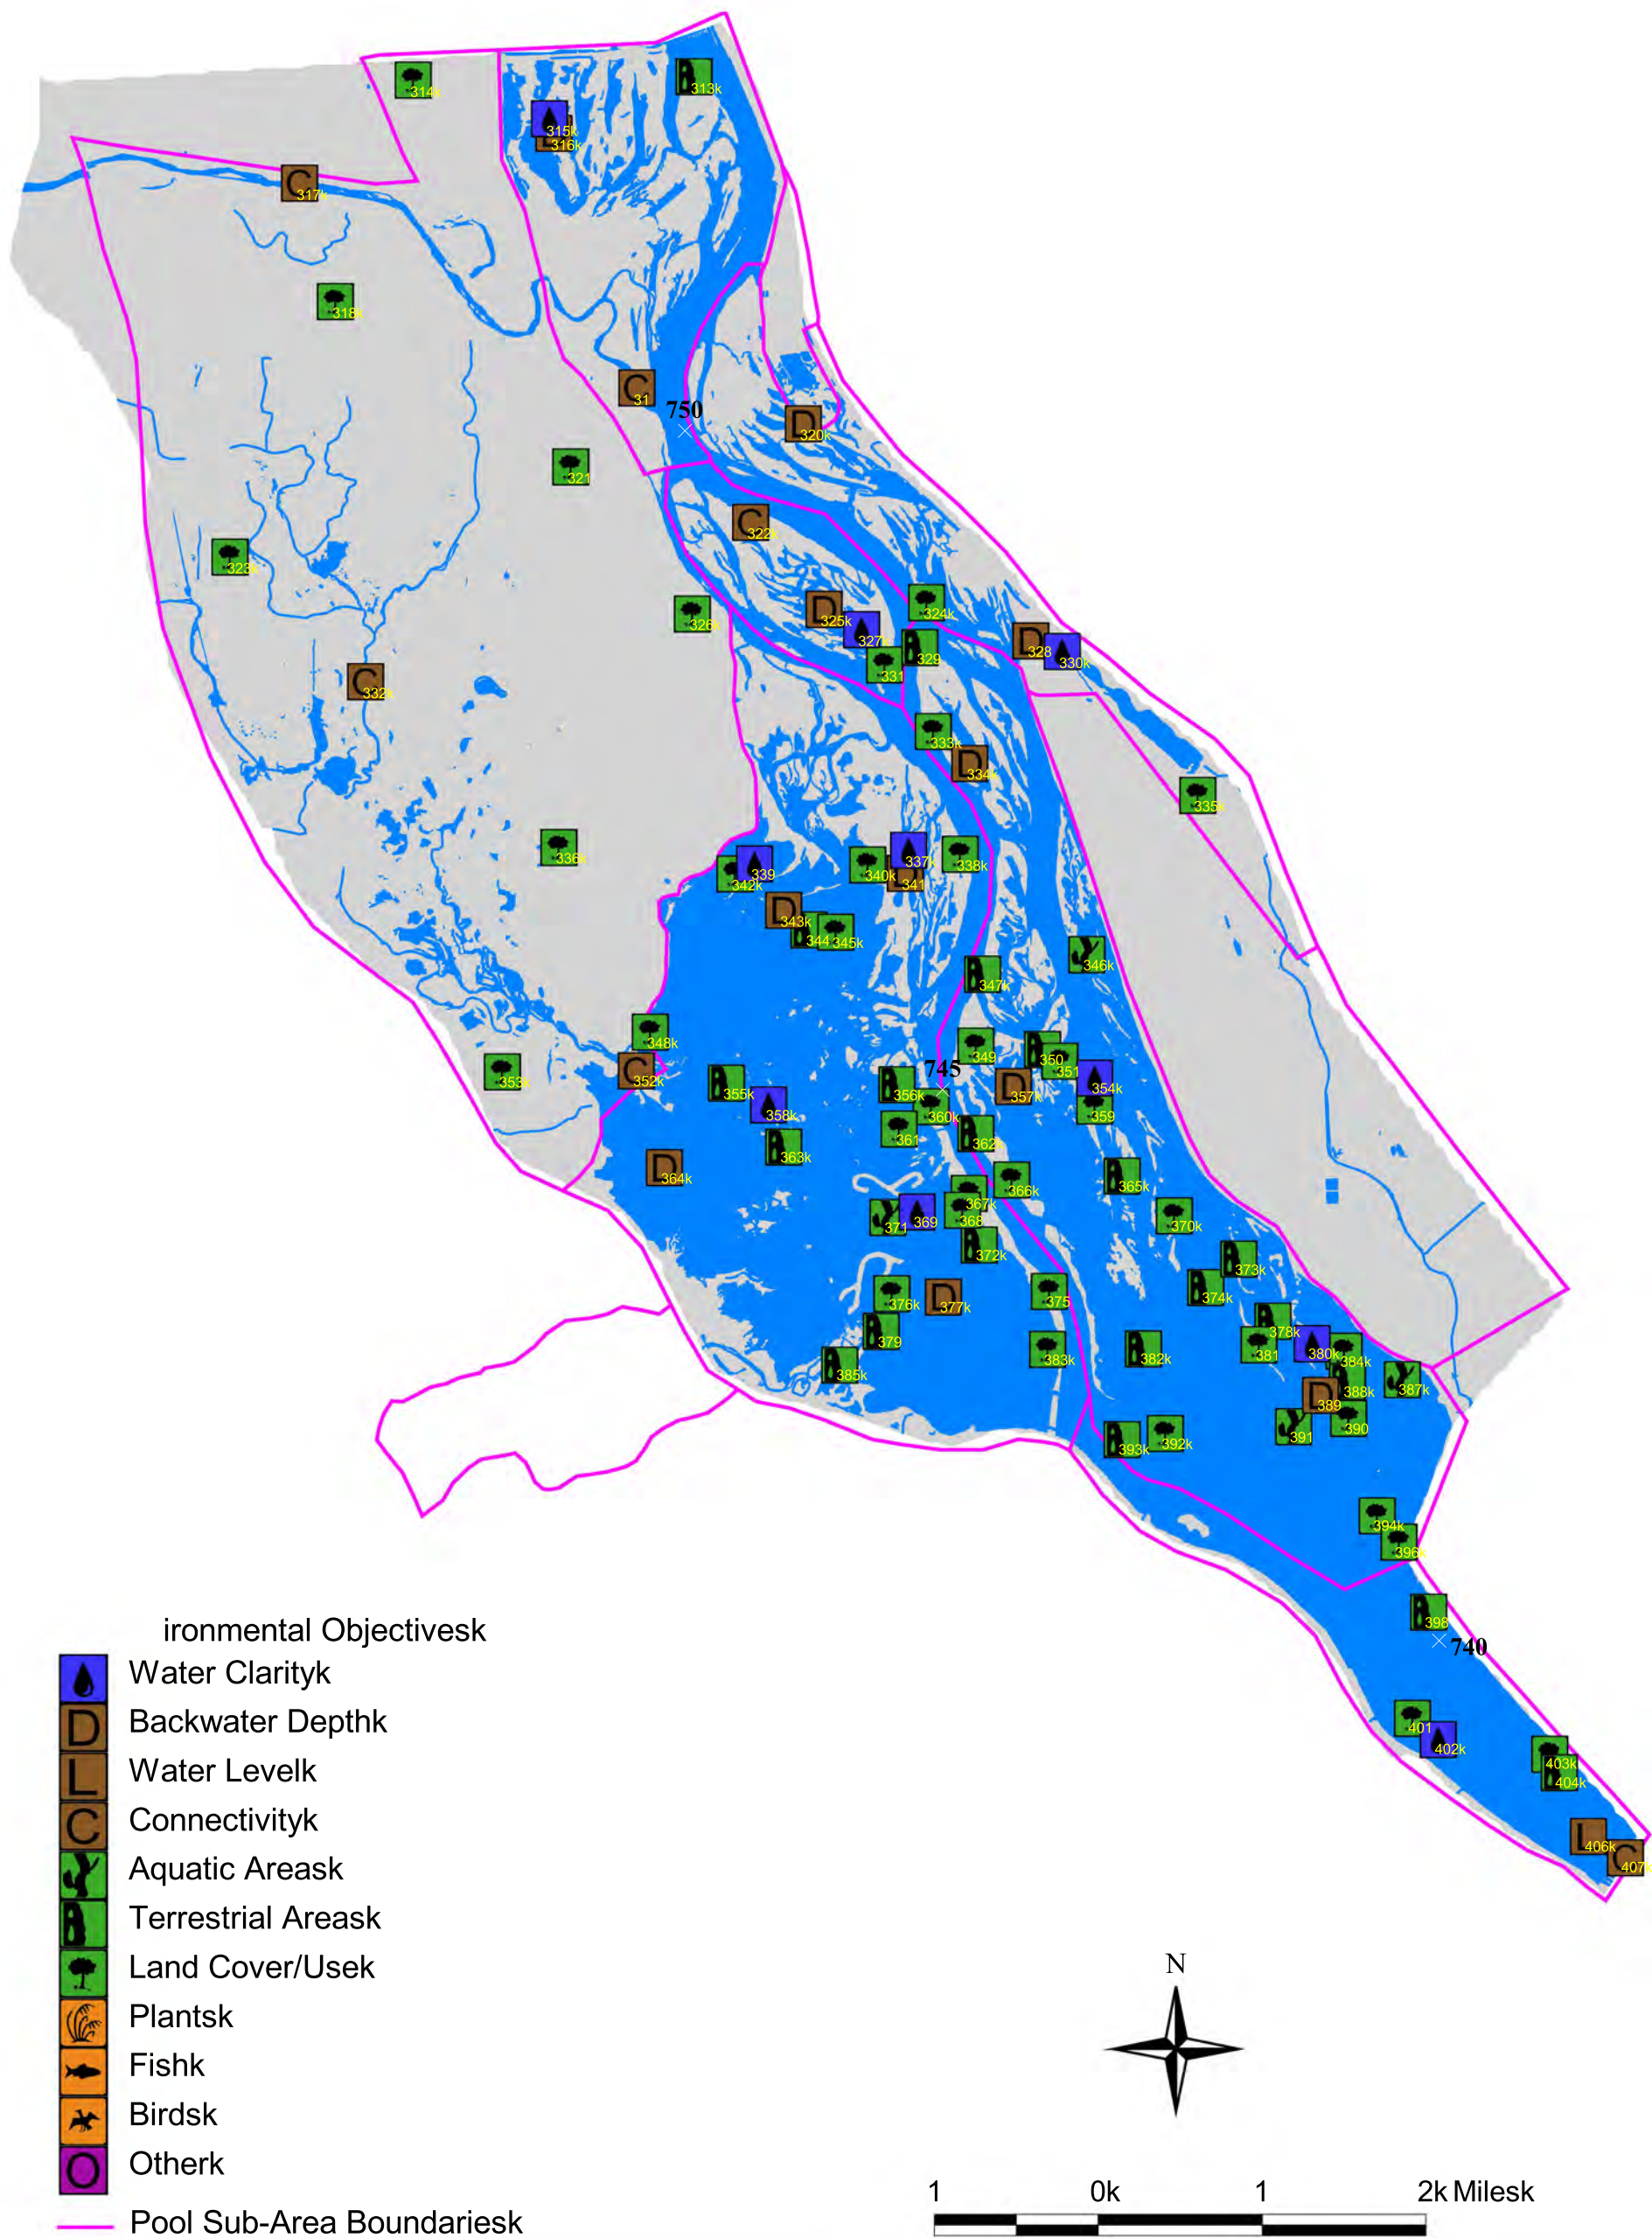 314k
313k
315k
316k
317k
318k
31
750
320k
321
322k
323k
324k
325k
326k
327k
328
329
330k
331
332k
333k
334k
335k
336k
337k
338k
339
340k
341
342k
343k
344
345k
346k
347k
348k
349
350
351
745
352k
353k
354k
355k
356k
357k
358k
359
360k
361
362k
363k
364k
365k
366k
367k
368
369
370k
371
372k
373k
374k
375
376k
377k
378k
379
380k
381
382k
383k
384k
385k
387k
388k
389
390
391
392k
393k
394k
396k
398
740
401
402k
403k
404k
406k
407k
ironmental Objectivesk
Water Clarityk
D Backwater Depthk
L Water Levelk
C Connectivityk
Aquatic Areask
Terrestrial Areask
Land Cover/Usek
Plantsk
Fishk
Birdsk
O Otherk
Pool Sub-Area Boundariesk
N
1 0k 1 2k Milesk